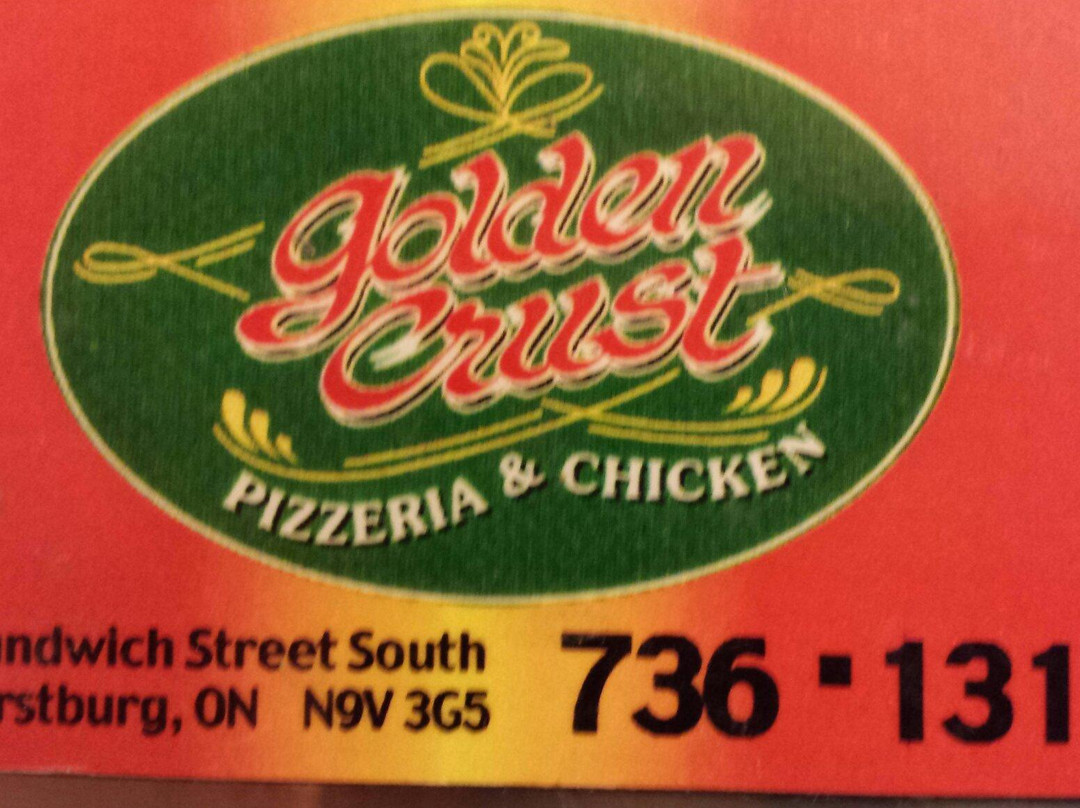 golden
Crust
PIZZERIA & CHICKEN
ndwich Street South
rstburg, ON N9V 3G5
736 ▪ 131